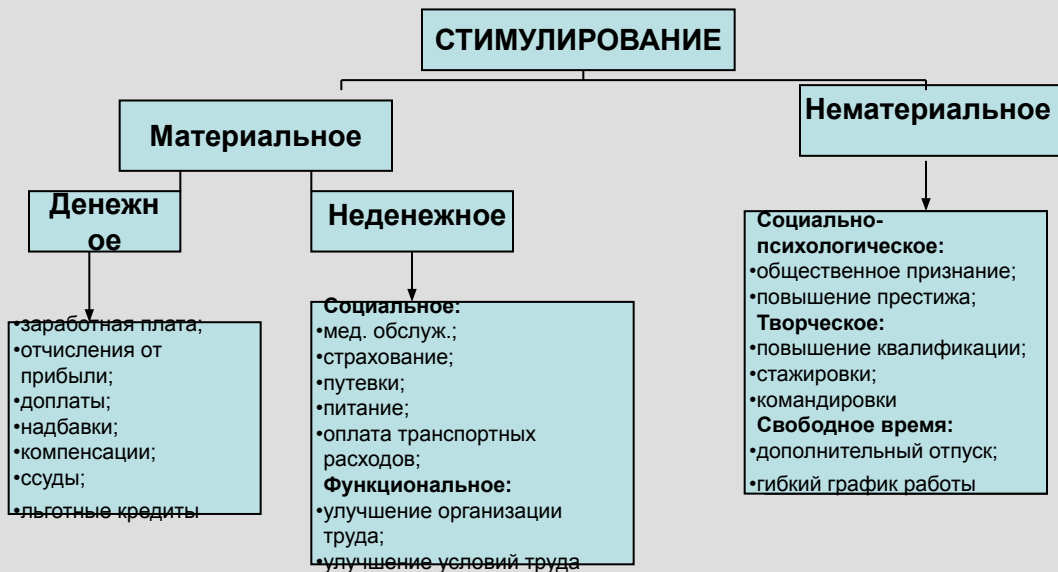 СТИМУЛИРОВАНИЕ
Материальное
Нематериальное
Денежн
ое
Неденежное
•заработная плата;
•отчисления от
прибыли;
•доплаты;
•надбавки;
•компенсации;
•ссуды;
•льготные кредиты
Социальное:
•мед. обслуж.;
•страхование;
•путевки;
•питание;
•оплата транспортных
расходов;
Функциональное:
•улучшение организации
труда;
•улучшение условий труда
Социально-
психологическое:
•общественное признание;
•повышение престижа;
Творческое:
•повышение квалификации;
•стажировки;
•командировки
Свободное время:
•дополнительный отпуск;
•гибкий график работы